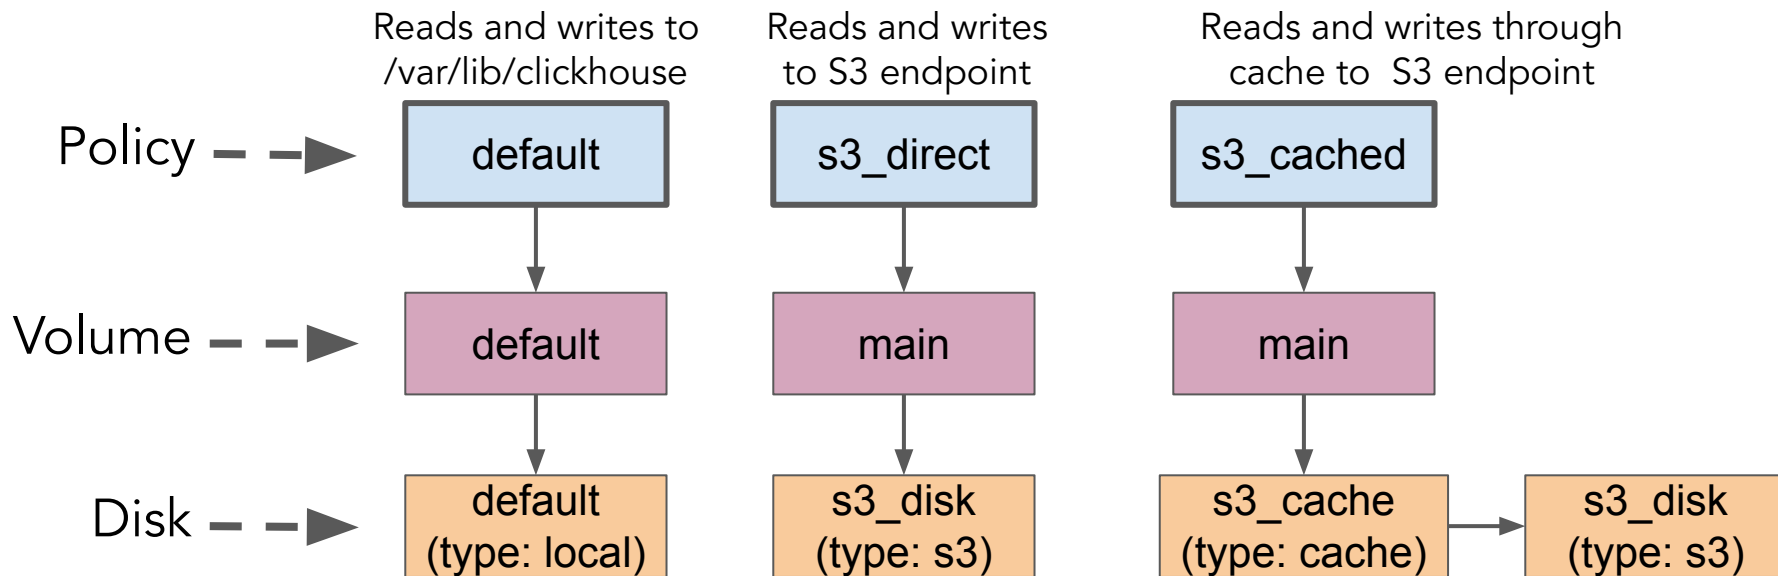 Reads and writes to
/var/lib/clickhouse
Reads and writes
to S3 endpoint
Reads and writes through
cache to  S3 endpoint
Policy
default
s3_direct
s3_cached
Volume
default
main
main
Disk
default
(type: local)
s3_disk
(type: s3)
s3_cache
(type: cache)
s3_disk
(type: s3)